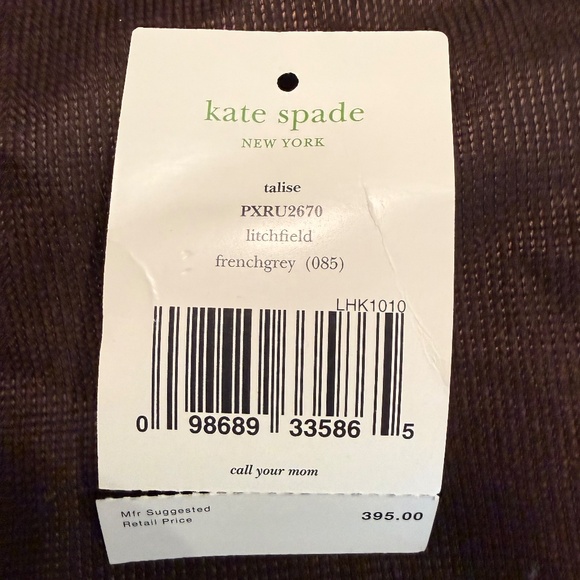 kate spade
NEW YORK
talise
PXRU2670
litchfield
frenchgrey (085)
LHK1010
0 98689 33586 5
call your mom
Mfr Suggested
Retail Price
395.00